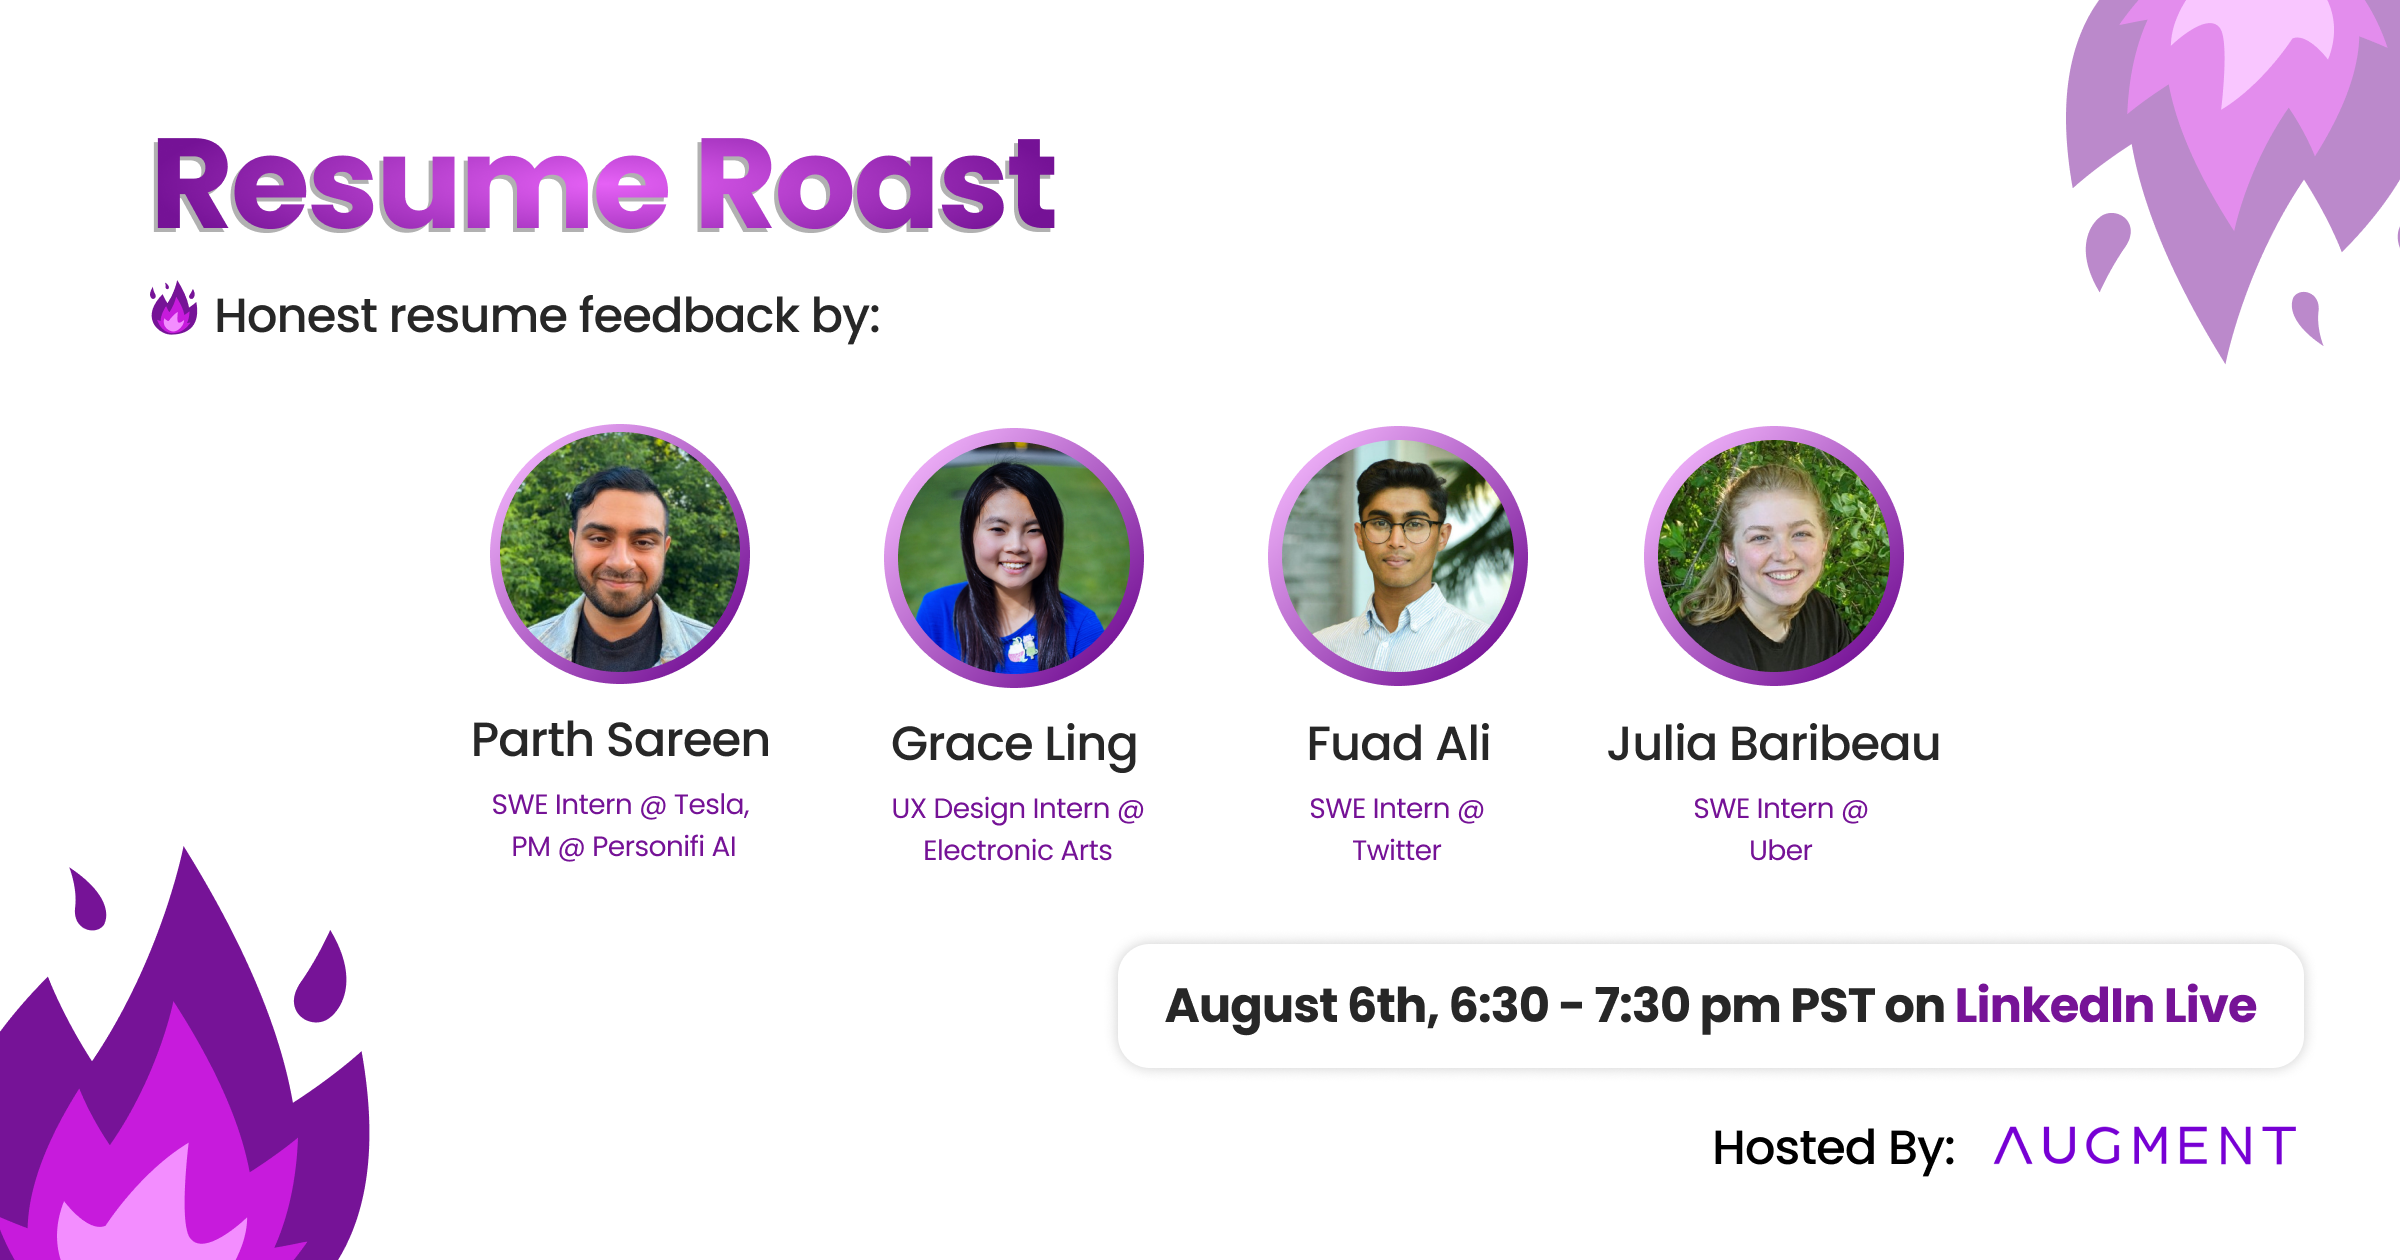 Resume Roast
Honest resume feedback by:
Parth Sareen
SWE Intern @ Tesla,
PM @ Personifi AI
Grace Ling
UX Design Intern @
Electronic Arts
Fuad Ali
SWE Intern @
Twitter
Julia Baribeau
SWE Intern @
Uber
August 6th, 6:30 - 7:30 pm PST on LinkedIn Live
Hosted By: AUGMENT